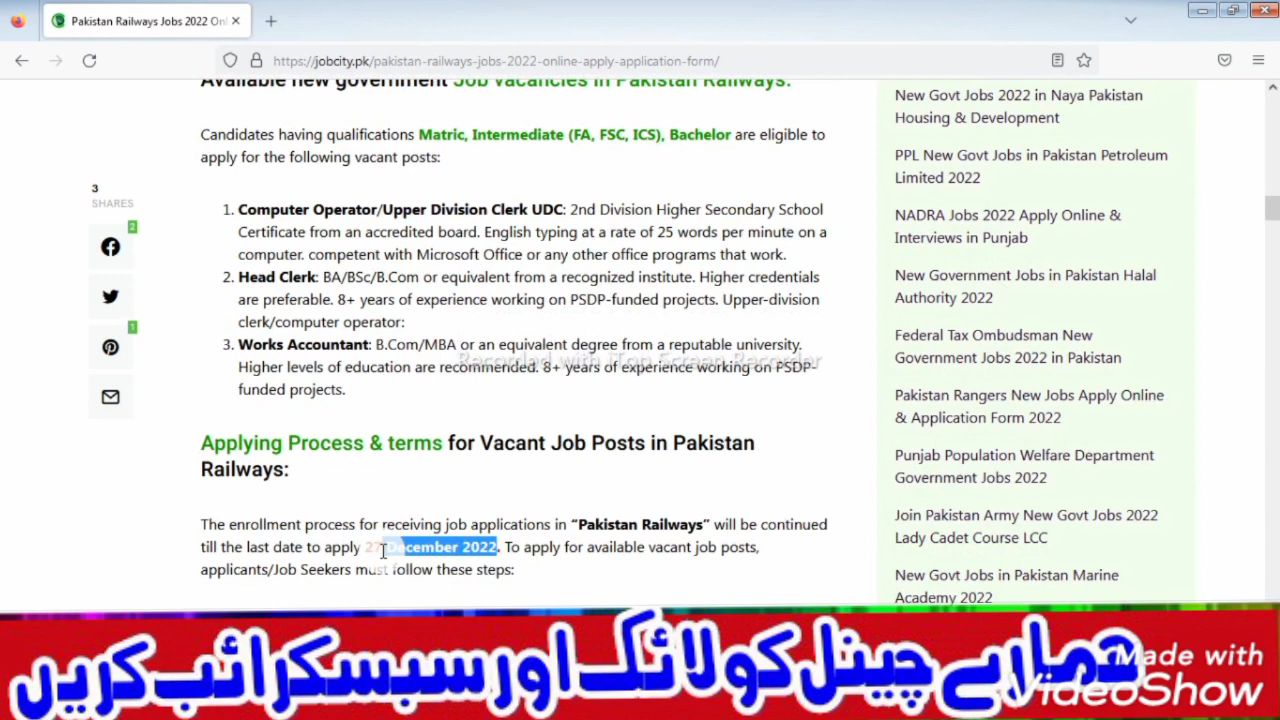 Pakistan Railways Jobs 2022 Onl
https://jobcity.pk/pakistan-railways-jobs-2022-online-apply-application-form/
Available new government Job vacancies in Pakistan Railways:
Candidates having qualifications Matric, Intermediate (FA, FSC, ICS), Bachelor are eligible to
apply for the following vacant posts:
3
SHARES
2
1
1. Computer Operator/Upper Division Clerk UDC: 2nd Division Higher Secondary School
Certificate from an accredited board. English typing at a rate of 25 words per minute on a
computer. competent with Microsoft Office or any other office programs that work.
2. Head Clerk: BA/BSc/B.Com or equivalent from a recognized institute. Higher credentials
are preferable. 8+ years of experience working on PSDP-funded projects. Upper-division
clerk/computer operator:
3. Works Accountant: B.Com/MBA or an equivalent degree from a reputable university.
Higher levels of education are recommended. 8+ years of experience working on PSDP-
funded projects.
Recorded with iTop Screen Recorder
Applying Process & terms for Vacant Job Posts in Pakistan
Railways:
The enrollment process for receiving job applications in “Pakistan Railways” will be continued
till the last date to apply 27 December 2022. To apply for available vacant job posts,
applicants/Job Seekers must follow these steps:
New Govt Jobs 2022 in Naya Pakistan
Housing & Development
PPL New Govt Jobs in Pakistan Petroleum
Limited 2022
NADRA Jobs 2022 Apply Online &
Interviews in Punjab
New Government Jobs in Pakistan Halal
Authority 2022
Federal Tax Ombudsman New
Government Jobs 2022 in Pakistan
Pakistan Rangers New Jobs Apply Online
& Application Form 2022
Punjab Population Welfare Department
Government Jobs 2022
Join Pakistan Army New Govt Jobs 2022
Lady Cadet Course LCC
New Govt Jobs in Pakistan Marine
Academy 2022
ہمارے چینل کو لائک اور سبسکرائب کریں
Made with
VideoShow